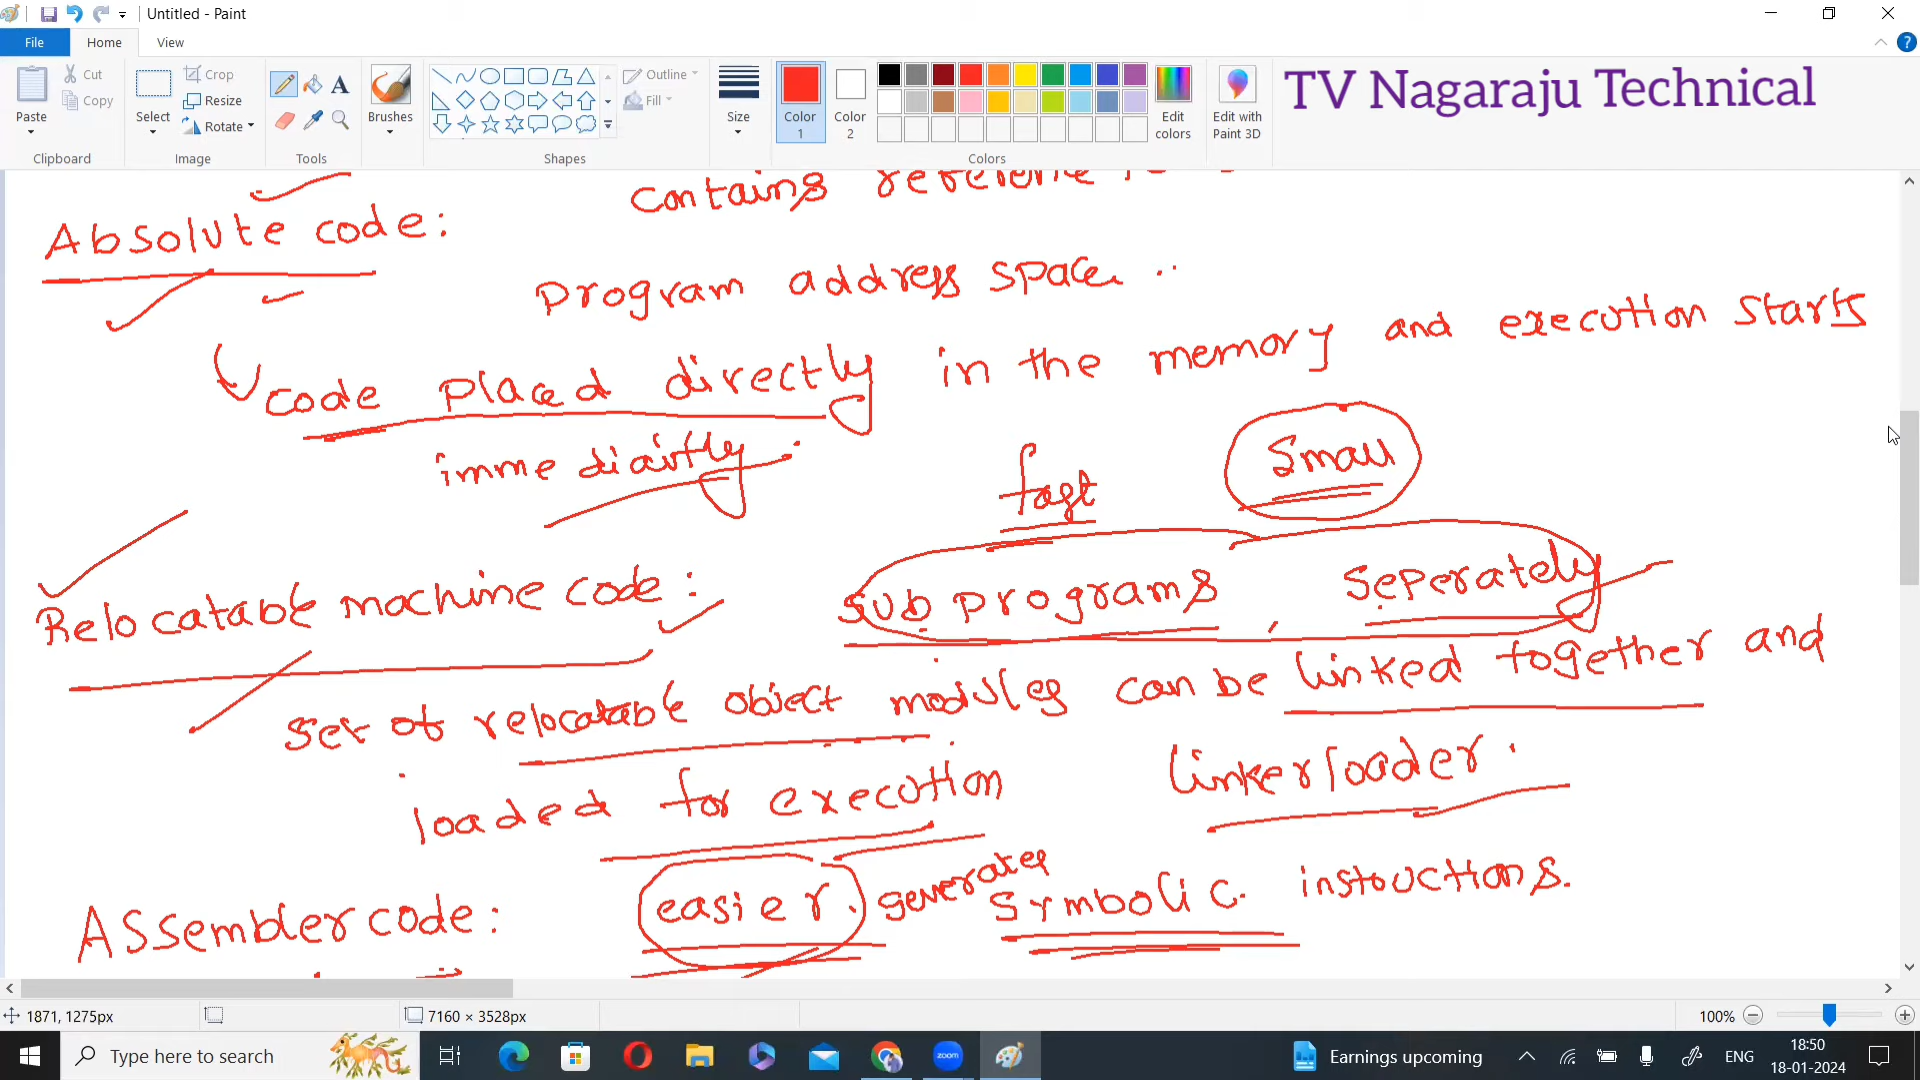 Untitled - Paint
File Home View
Paste Cut Copy Clipboard
Select Crop Resize Rotate Image
Tools
Brushes
Shapes Outline Fill
Size
Color 1 Color 2 Colors
Edit colors
Edit with Paint 3D
TV Nagaraju Technical
contains
Absolute code:
Program address space ..
code placed directly in the memory and execution starts
immediatly.
fast small
Relocatable machine code: sub programs, seperately
set of relocatable object modules can be linked together and
loaded for execution linkerloader.
Assembler code: easier. generates symbolic. instructions.
1871, 1275px 7160 × 3528px 100%
Type here to search zoom Earnings upcoming ENG 18:50 18-01-2024